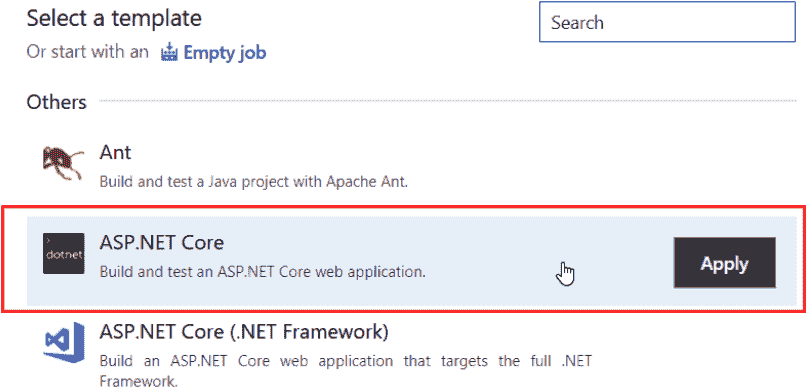 Select a template
Search
Or start with an Empty job
Others
Ant
Build and test a Java project with Apache Ant.
ASP.NET Core
>
dotnet
Build and test an ASP.NET Core web application.
Apply
ASP.NET Core (.NET Framework)
Build an ASP.NET Core web application that targets the full .NET
Framework.